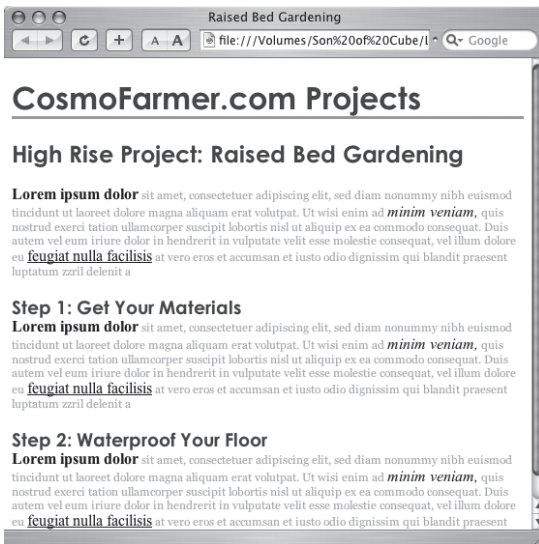 Raised Bed Gardening
A A file:///Volumes/Son%20of%20Cube/ Google
CosmoFarmer.com Projects
High Rise Project: Raised Bed Gardening
Lorem ipsum dolor sit amet, consectetuer adipiscing elit, sed diam nonummy nibh euismod
tincidunt ut laoreet dolore magna aliquam erat volutpat. Ut wisi enim ad minim veniam, quis
nostrud exerci tation ullamcorper suscipit lobortis nisl ut aliquip ex ea commodo consequat. Duis
autem vel eum iriure dolor in hendrerit in vulputate velit esse molestie consequat, vel illum dolore
eu feugiat nulla facilisis at vero eros et accumsan et iusto odio dignissim qui blandit praesent
luptatum zzril delenit a
Step 1: Get Your Materials
Lorem ipsum dolor sit amet, consectetuer adipiscing elit, sed diam nonummy nibh euismod
tincidunt ut laoreet dolore magna aliquam erat volutpat. Ut wisi enim ad minim veniam, quis
nostrud exerci tation ullamcorper suscipit lobortis nisl ut aliquip ex ea commodo consequat. Duis
autem vel eum iriure dolor in hendrerit in vulputate velit esse molestie consequat, vel illum dolore
eu feugiat nulla facilisis at vero eros et accumsan et iusto odio dignissim qui blandit praesent
luptatum zzril delenit a
Step 2: Waterproof Your Floor
Lorem ipsum dolor sit amet, consectetuer adipiscing elit, sed diam nonummy nibh euismod
tincidunt ut laoreet dolore magna aliquam erat volutpat. Ut wisi enim ad minim veniam, quis
nostrud exerci tation ullamcorper suscipit lobortis nisl ut aliquip ex ea commodo consequat. Duis
autem vel eum iriure dolor in hendrerit in vulputate velit esse molestie consequat, vel illum dolore
eu feugiat nulla facilisis at vero eros et accumsan et iusto odio dignissim qui blandit praesent